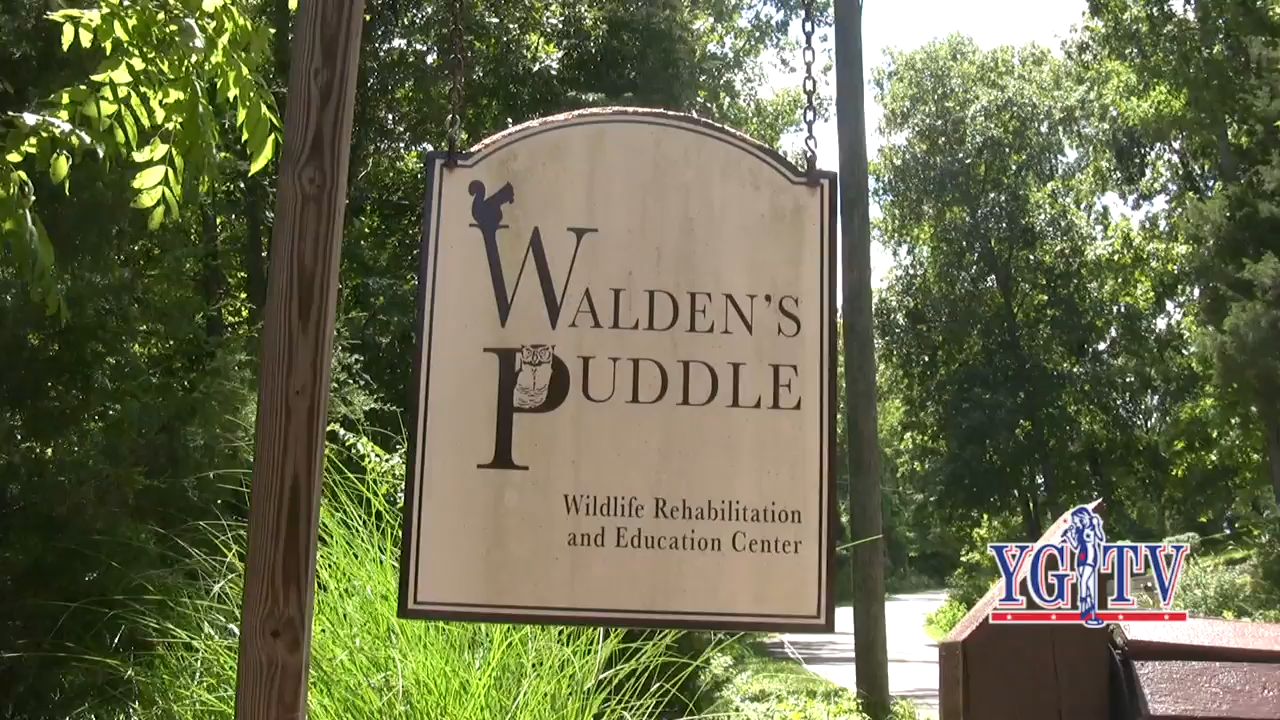 WALDEN'S
PUDDLE
Wildlife Rehabilitation
and Education Center
YGTV